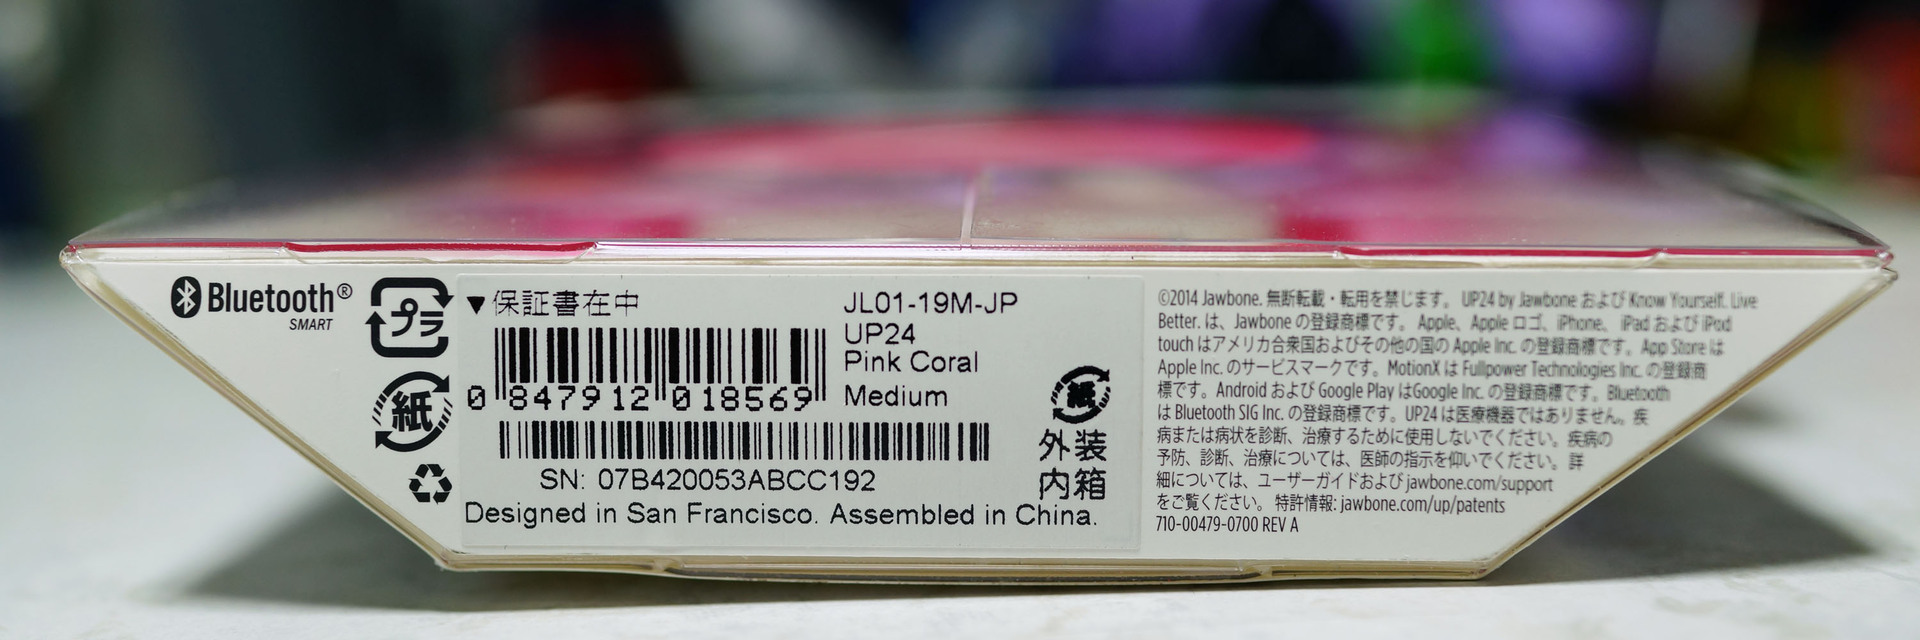 Bluetooth®
SMART
プラ
紙
▼保証書在中
0 847912 018569
SN: 07B420053ABCC192
Designed in San Francisco. Assembled in China.
JL01-19M-JP
UP24
Pink Coral
Medium
紙
外装
内箱
©2014 Jawbone. 無断転載・転用を禁じます。 UP24 by Jawbone および Know Yourself. Live
Better. は、Jawbone の登録商標です。 Apple、Apple ロゴ、iPhone、 iPad および iPod
touch はアメリカ合衆国およびその他の国の Apple Inc. の登録商標です。App Store は
Apple Inc. のサービスマークです。MotionX は Fullpower Technologies Inc. の登録商
標です。Android および Google Play はGoogle Inc. の登録商標です。Bluetooth
は Bluetooth SIG Inc. の登録商標です。UP24 は医療機器ではありません。疾
病または病状を診断、治療するために使用しないでください。疾病の
予防、診断、治療については、医師の指示を仰いでください。 詳
細については、ユーザーガイドおよび jawbone.com/support
をご覧ください。 特許情報: jawbone.com/up/patents
710-00479-0700 REV A